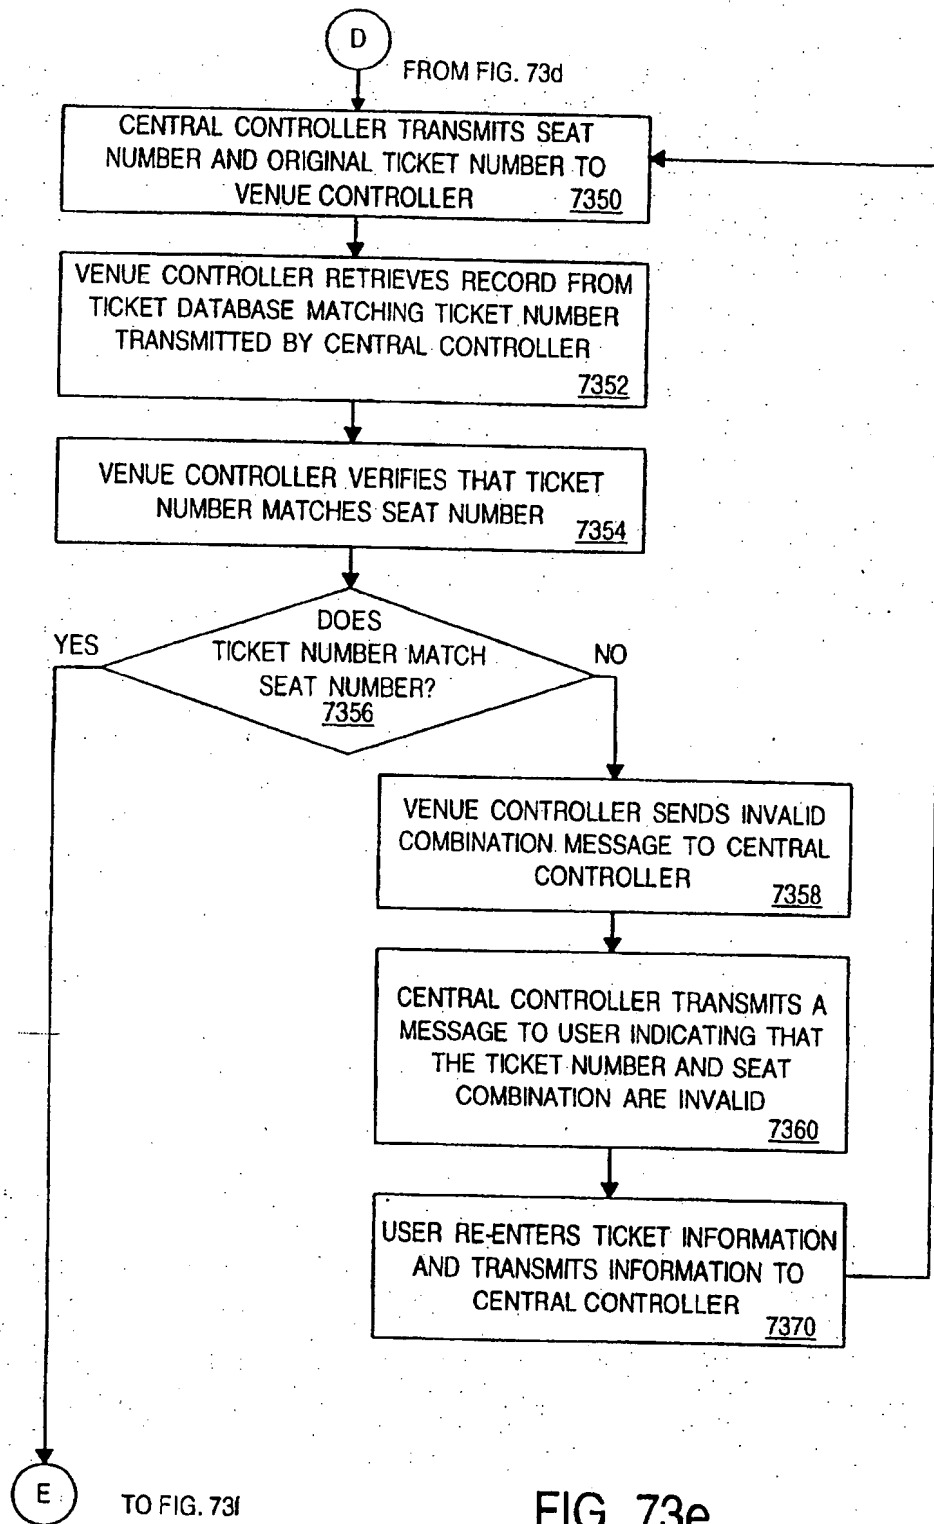 D
FROM FIG. 73d
CENTRAL CONTROLLER TRANSMITS SEAT
NUMBER AND ORIGINAL TICKET NUMBER TO
VENUE CONTROLLER 7350
VENUE CONTROLLER RETRIEVES RECORD FROM
TICKET DATABASE MATCHING TICKET NUMBER
TRANSMITTED BY CENTRAL CONTROLLER
7352
VENUE CONTROLLER VERIFIES THAT TICKET
NUMBER MATCHES SEAT NUMBER 7354
DOES
TICKET NUMBER MATCH
SEAT NUMBER?
7356
YES
NO
VENUE CONTROLLER SENDS INVALID
COMBINATION MESSAGE TO CENTRAL
CONTROLLER 7358
CENTRAL CONTROLLER TRANSMITS A
MESSAGE TO USER INDICATING THAT
THE TICKET NUMBER AND SEAT
COMBINATION ARE INVALID
7360
USER RE-ENTERS TICKET INFORMATION
AND TRANSMITS INFORMATION TO
CENTRAL CONTROLLER 7370
E
TO FIG. 73f
FIG. 73e